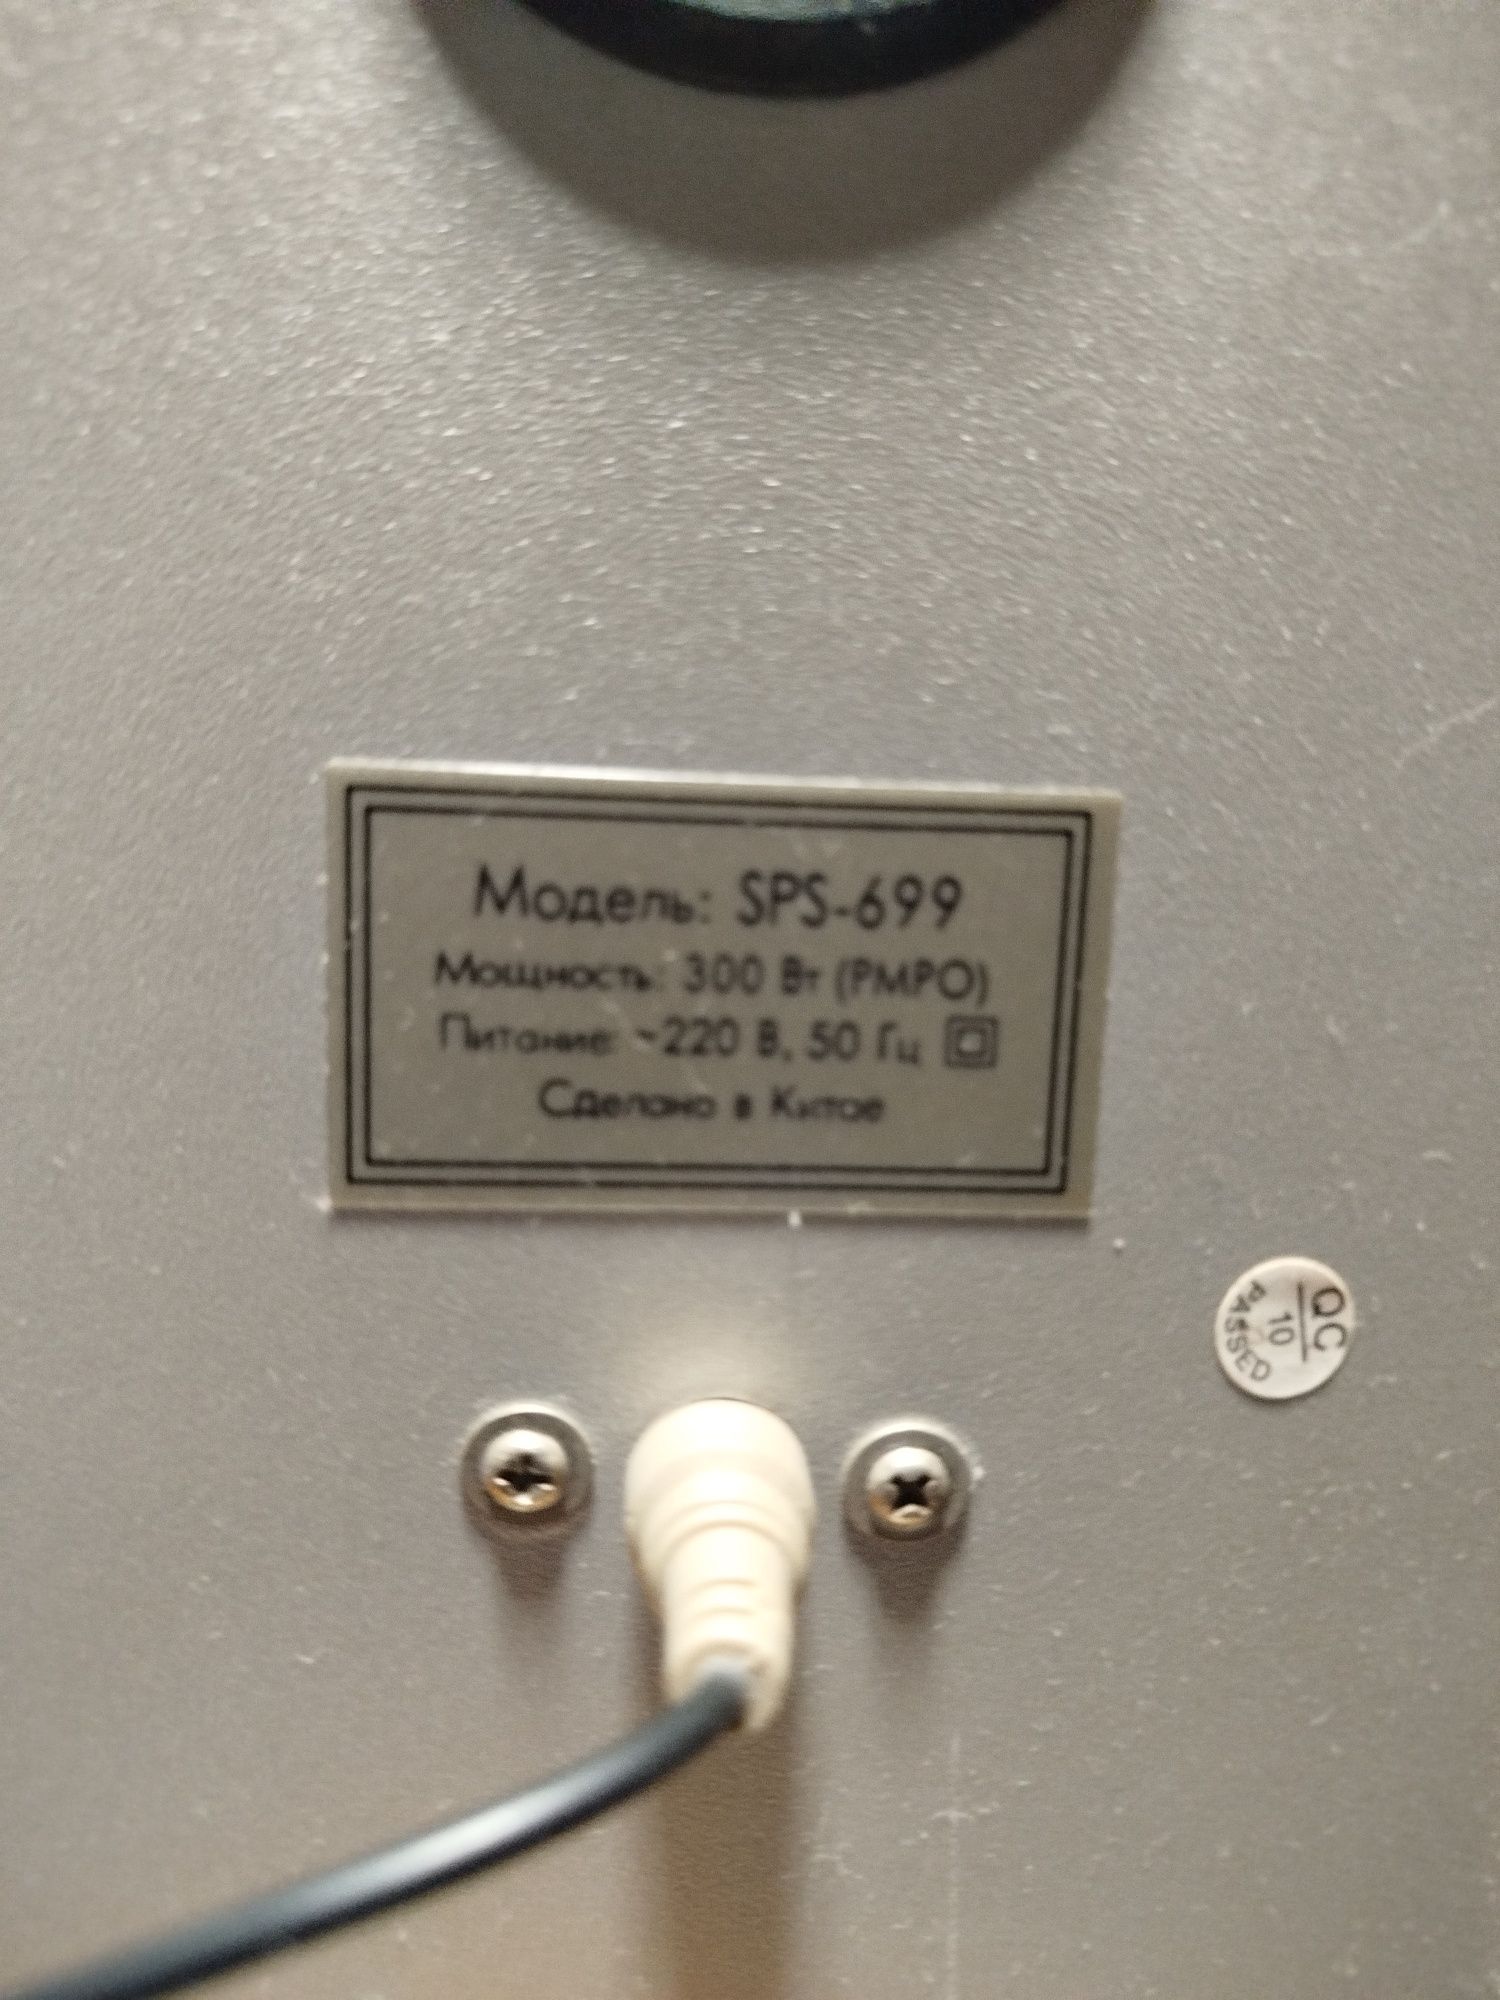 Модель: SPS-699
Мощность: 300 Вт (PMPO)
Питание: ~220 В, 50 Гц
Сделано в Китае
QC
10
PASSED